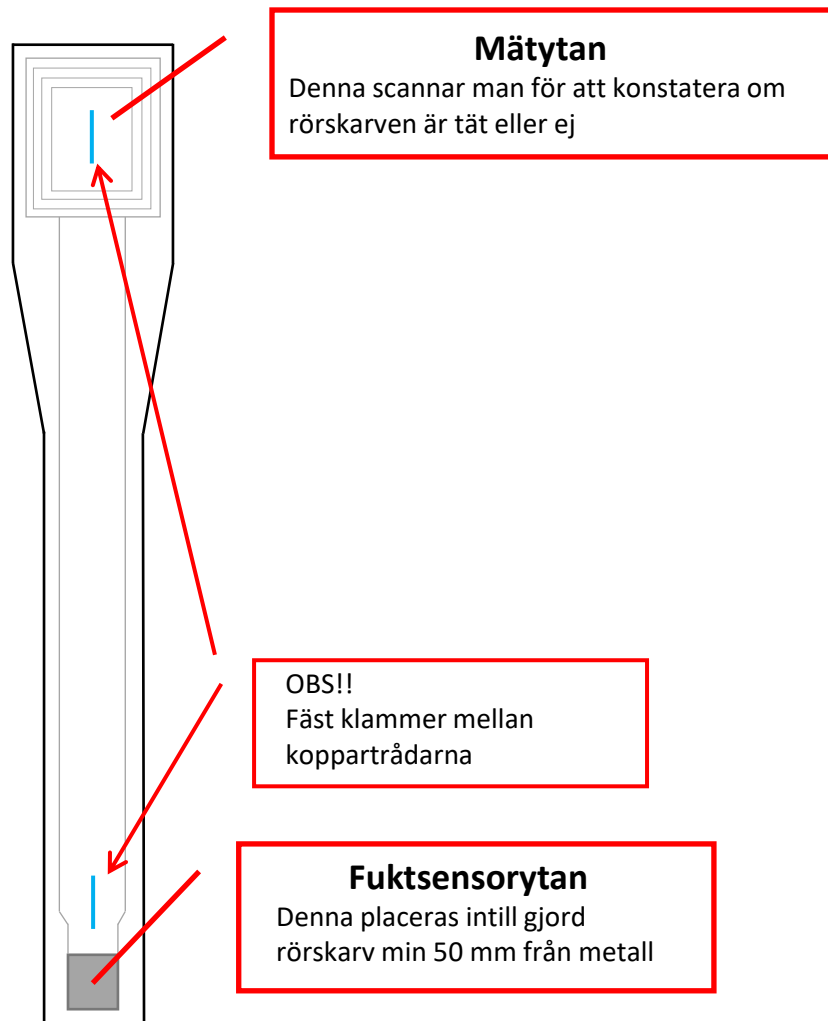 Mätytan
Denna scannar man för att konstatera om
rörskarven är tät eller ej
OBS!!
Fäst klammer mellan
koppartrådarna
Fuktsensorytan
Denna placeras intill gjord
rörskarv min 50 mm från metall